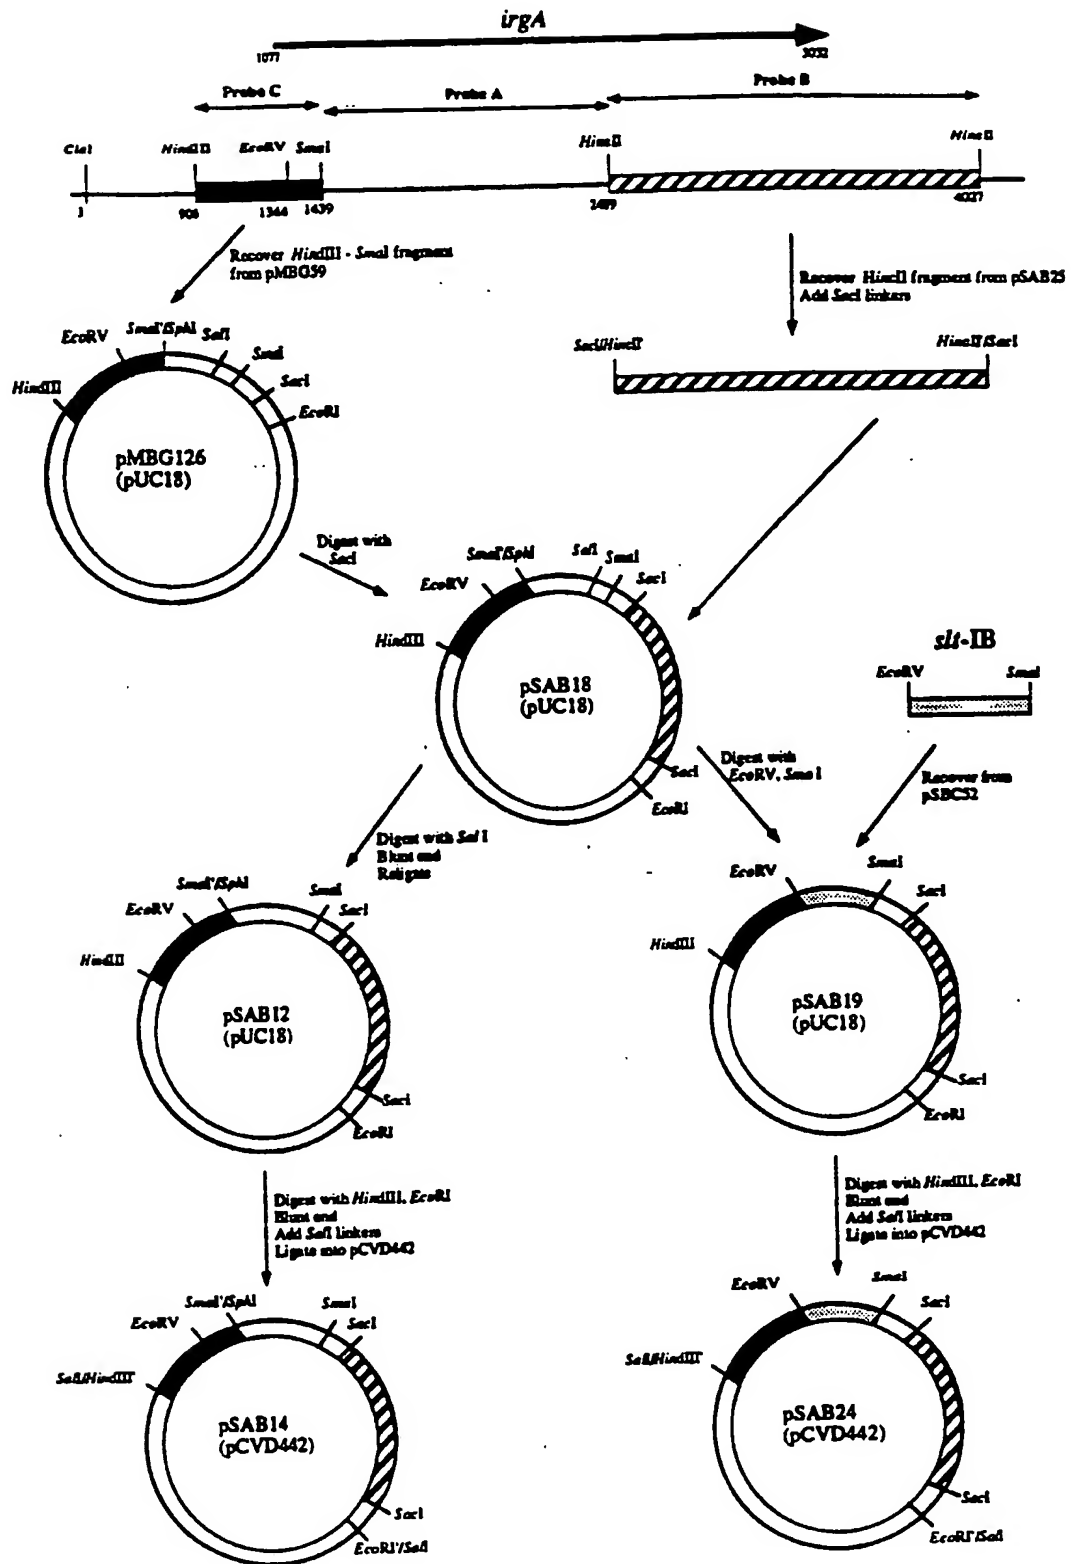 irgA
1077
3032
Probe C
Probe A
Probe B
ClaI
HindIII
EcoRV
SmaI
HincII
HincII
1
906
1344
1439
2489
4027
Recover HindIII - SmaI fragment
from pMBG59
Recover HincII fragment from pSAB25
Add SacI linkers
SacI/HincII'
HincII'/SacI
HindIII
EcoRV
SmaI'/SphI
SalI
SmaI
SacI
EcoRI
pMBG126
(pUC18)
Digest with
SacI
HindIII
EcoRV
SmaI'/SphI
SalI
SmaI
SacI
pSAB18
(pUC18)
SacI
EcoRI
slt-IB
EcoRV
SmaI
Digest with
EcoRV, Sma I
Recover from
pSBC52
Digest with Sal I
Blunt end
Religate
HindIII
EcoRV
SmaI'/SphI
SmaI
SacI
pSAB12
(pUC18)
SacI
EcoRI
HindIII
EcoRV
SmaI
SacI
pSAB19
(pUC18)
SacI
EcoRI
Digest with HindIII, EcoRI
Blunt end
Add SalI linkers
Ligate into pCVD442
Digest with HindIII, EcoRI
Blunt end
Add SalI linkers
Ligate into pCVD442
SalI/HindIII'
EcoRV
SmaI'/SphI
SmaI
SacI
pSAB14
(pCVD442)
SacI
EcoRI'/SalI
SalI/HindIII'
EcoRV
SmaI
SacI
pSAB24
(pCVD442)
SacI
EcoRI'/SalI